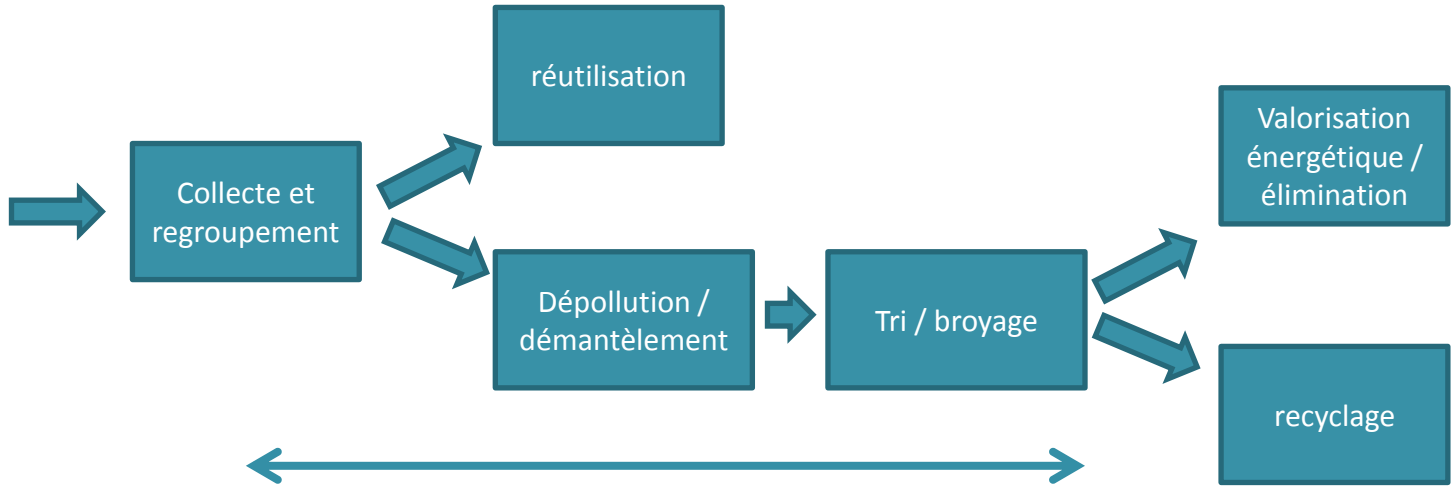 réutilisation
Collecte et
regroupement
Dépollution /
démantèlement
Tri / broyage
Valorisation
énergétique /
élimination
recyclage